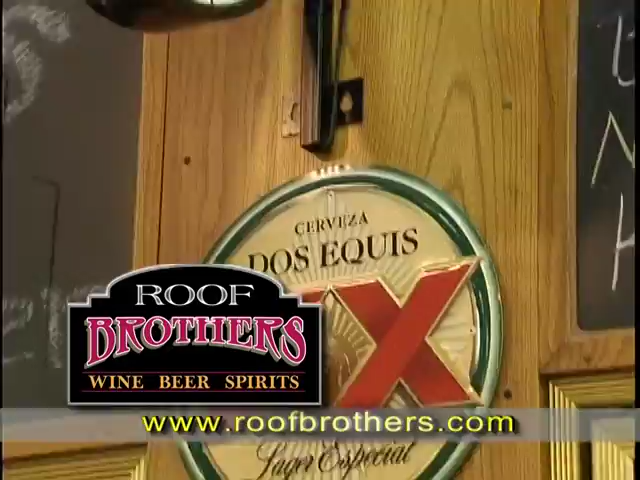 CERVEZA
DOS EQUIS
X
Lager Especial
ROOF
BROTHERS
WINE BEER SPIRITS
www.roofbrothers.com